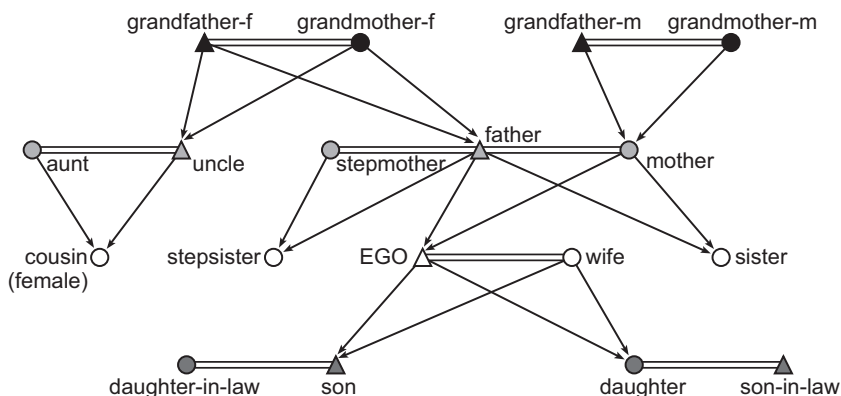 grandfather-f
grandmother-f
grandfather-m
grandmother-m
father
aunt
uncle
stepmother
mother
cousin
(female)
stepsister
EGO
wife
sister
daughter-in-law
son
daughter
son-in-law